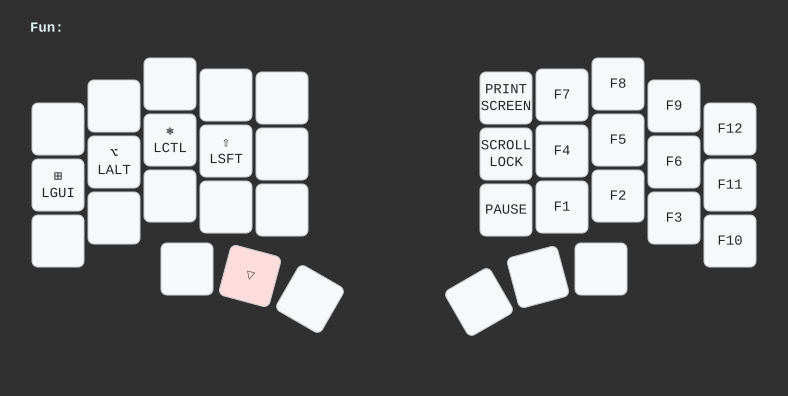 Fun:
⊞
LGUI
⌥
LALT
⎈
LCTL
⇧
LSFT
▽
PRINT
SCREEN
F7
F8
F9
F12
SCROLL
LOCK
F4
F5
F6
F11
PAUSE
F1
F2
F3
F10